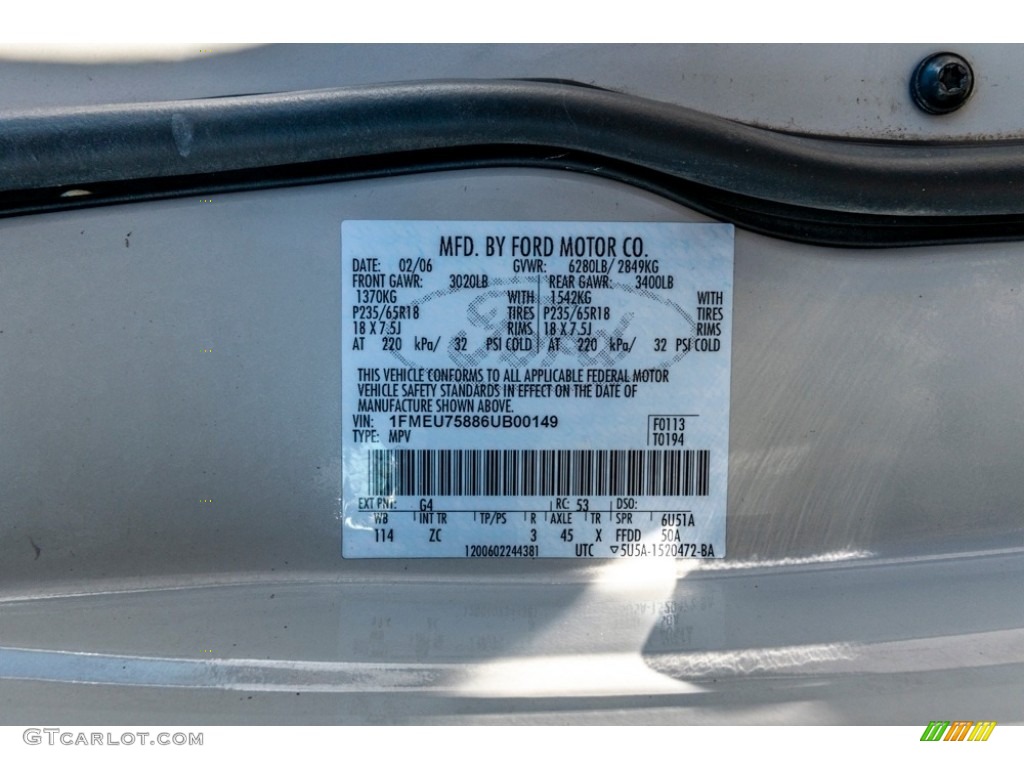 MFD. BY FORD MOTOR CO.
DATE: 02/06 GVWR: 6280LB/ 2849KG
FRONT GAWR: 3020LB REAR GAWR: 3400LB
1370KG WITH 1542KG WITH
P235/65R18 TIRES P235/65R18 TIRES
18 X 7.5J RIMS 18 X 7.5J RIMS
AT 220 kPa/ 32 PSI COLD AT 220 kPa/ 32 PSI COLD
THIS VEHICLE CONFORMS TO ALL APPLICABLE FEDERAL MOTOR
VEHICLE SAFETY STANDARDS IN EFFECT ON THE DATE OF
MANUFACTURE SHOWN ABOVE.
VIN: 1FMEU75886UB00149 F0113
TYPE: MPV T0194
EXT PNT: G4 RC: 53 DSO:
WB INT TR TP/PS R AXLE TR SPR 6U51A
114 ZC 3 45 X FFDD 50A
1200602244381 UTC ▽5U5A-1520472-BA
GTCarlot.com